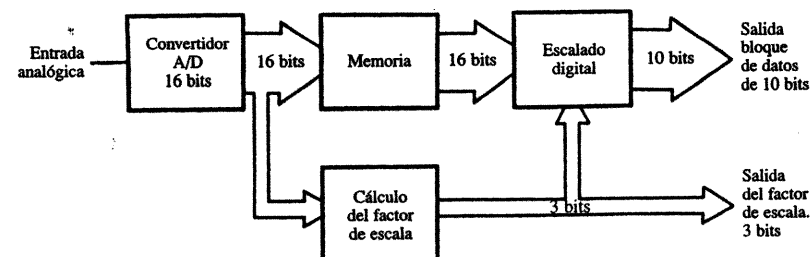 Entrada
analógica
Convertidor
A/D
16 bits
16 bits
Memoria
16 bits
Escalado
digital
10 bits
Salida
bloque
de datos
de 10 bits
Cálculo
del factor
de escala
3 bits
Salida
del factor
de escala.
3 bits